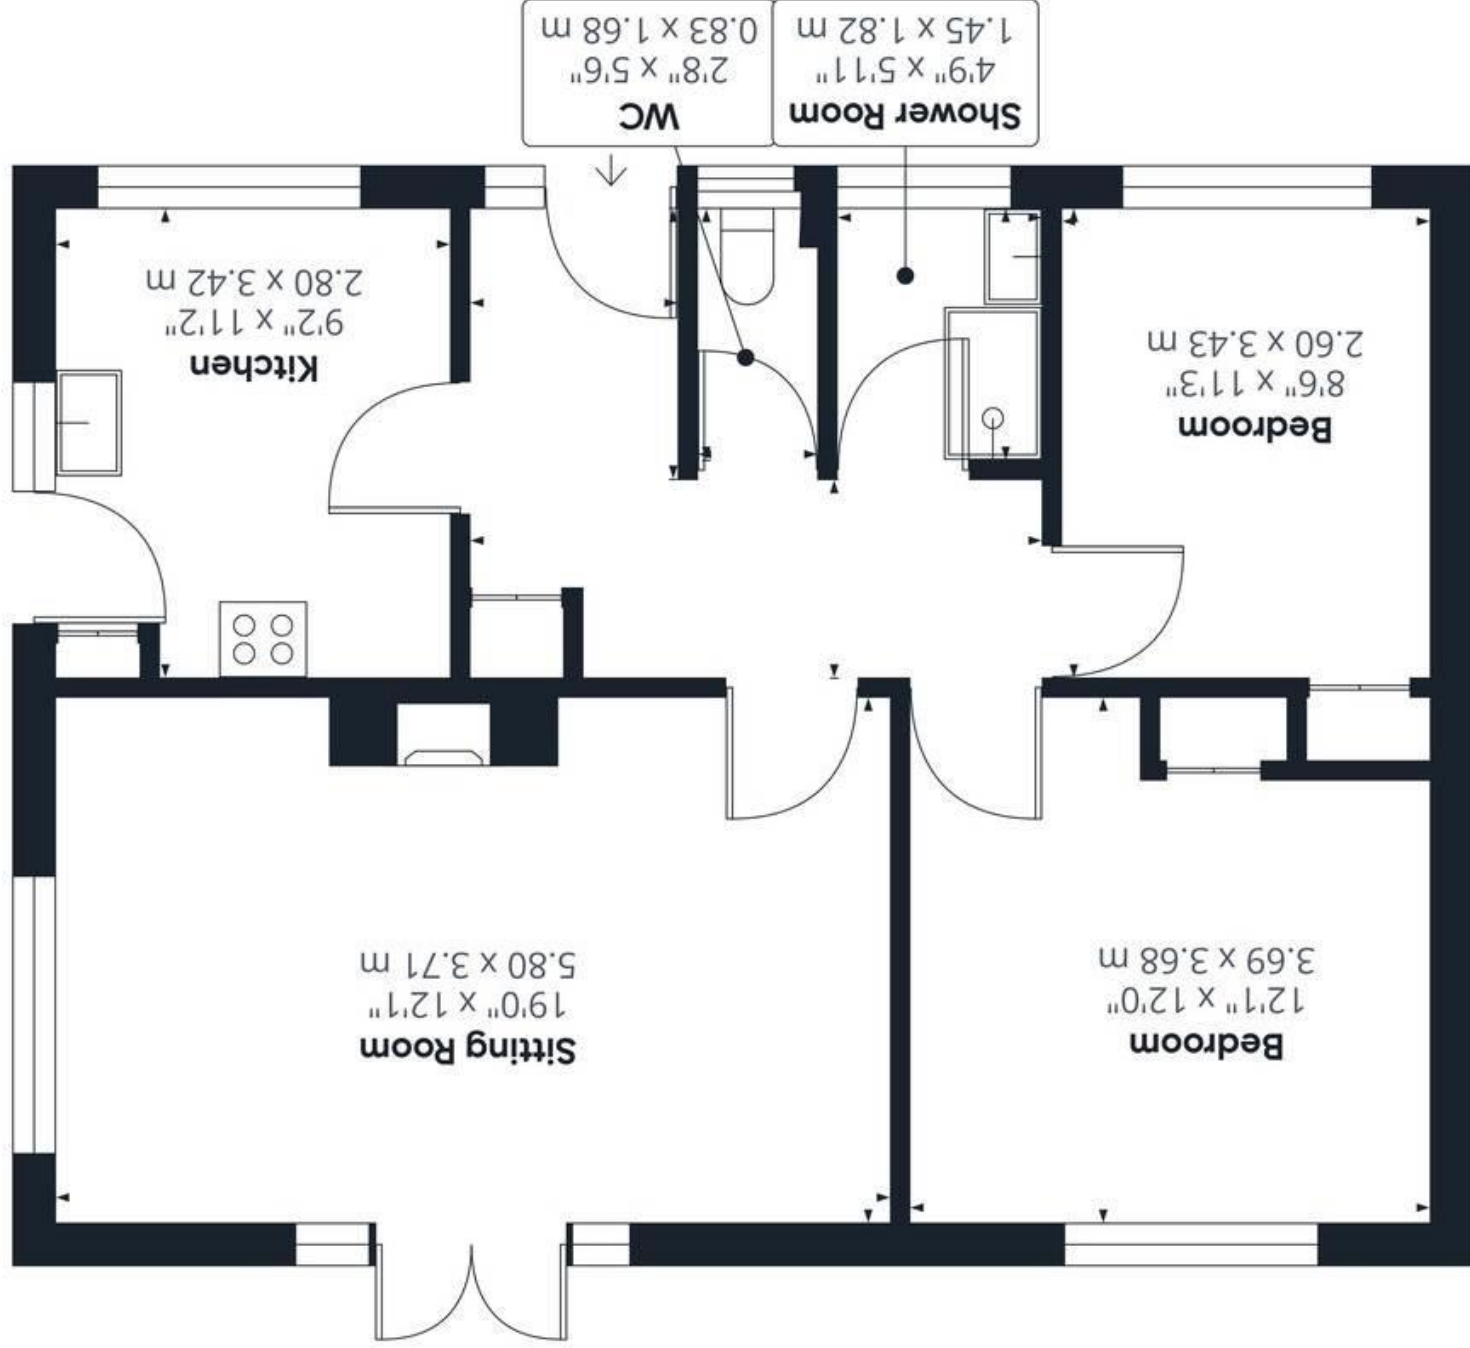 Bedroom
12'1" x 12'0"
3.69 x 3.68 m
Sitting Room
19'0" x 12'1"
5.80 x 3.71 m
Bedroom
8'6" x 11'3"
2.60 x 3.43 m
Kitchen
9'2" x 11'2"
2.80 x 3.42 m
Shower Room
4'9" x 5'11"
1.45 x 1.82 m
WC
2'8" x 5'6"
0.83 x 1.68 m